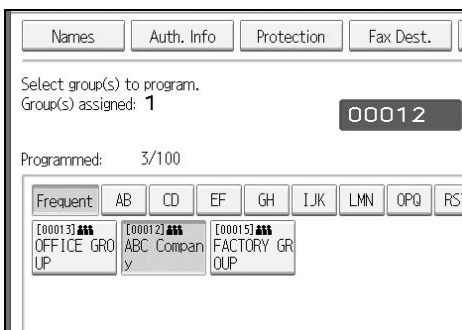 Names Auth. Info Protection Fax Dest.
Select group(s) to program.
Group(s) assigned: 1
00012
Programmed: 3/100
Frequent AB CD EF GH IJK LMN OPQ RS
[00013] [00012] [00015]
OFFICE GRO ABC Compan FACTORY GR
UP y OUP